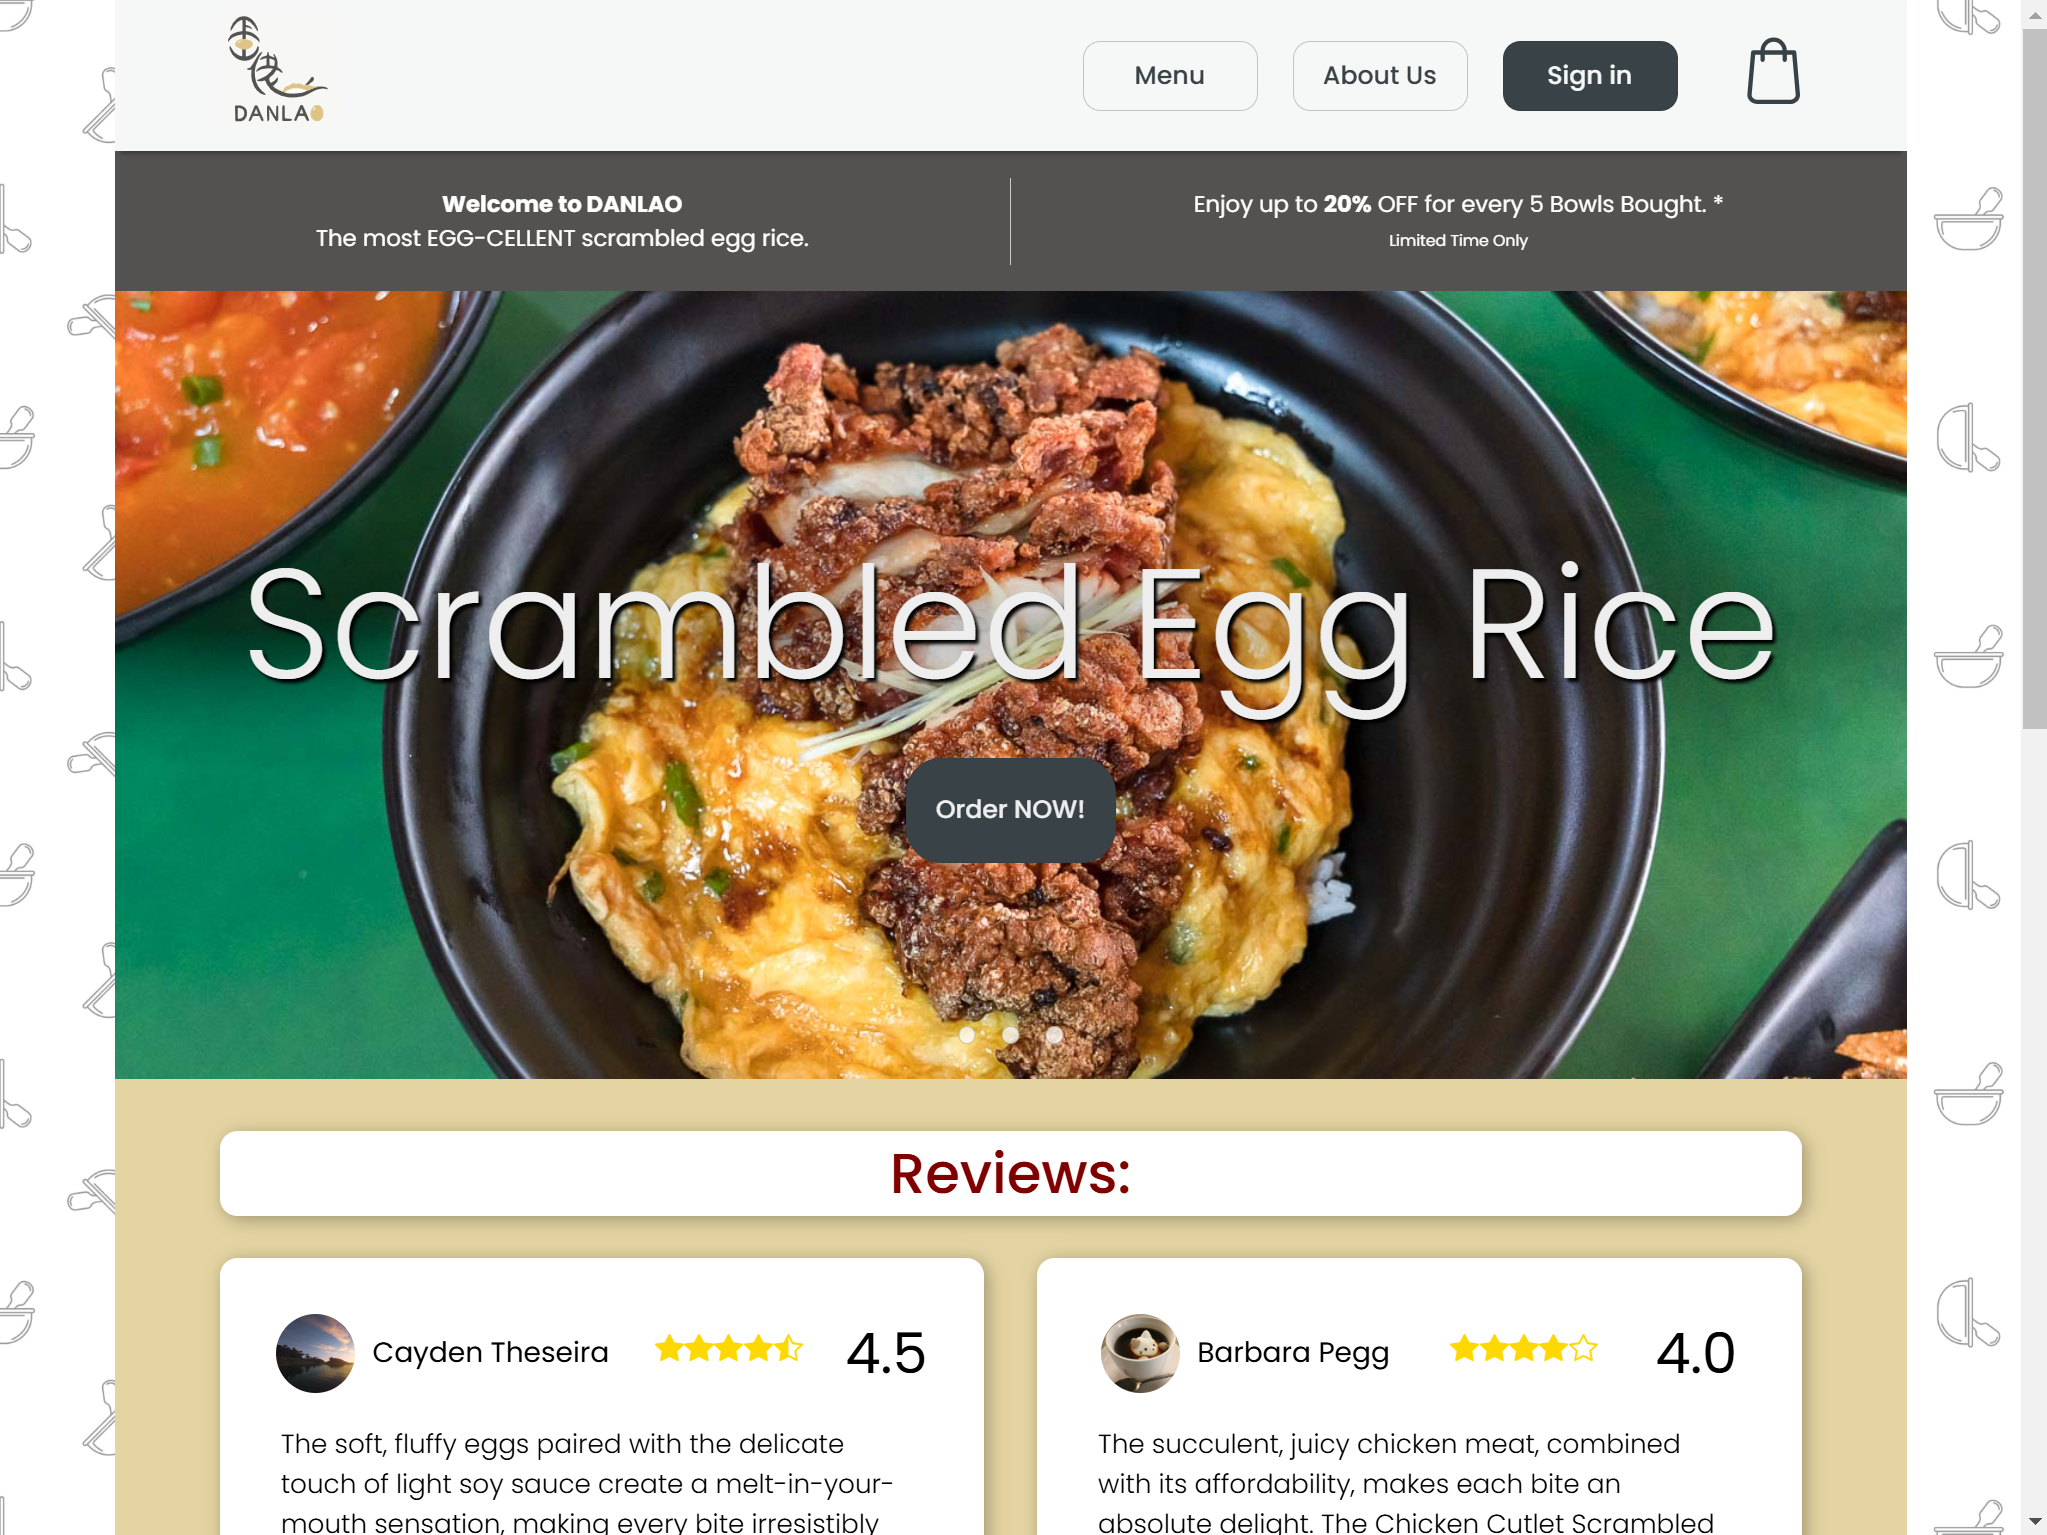 DANLAO
Menu
About Us
Sign in
Welcome to DANLAO
The most EGG-CELLENT scrambled egg rice.
Enjoy up to 20% OFF for every 5 Bowls Bought. *
Limited Time Only
Scrambled Egg Rice
Order NOW!
Reviews:
Cayden Theseira
4.5
The soft, fluffy eggs paired with the delicate
touch of light soy sauce create a melt-in-your-
mouth sensation, making every bite irresistibly
Barbara Pegg
4.0
The succulent, juicy chicken meat, combined
with its affordability, makes each bite an
absolute delight. The Chicken Cutlet Scrambled